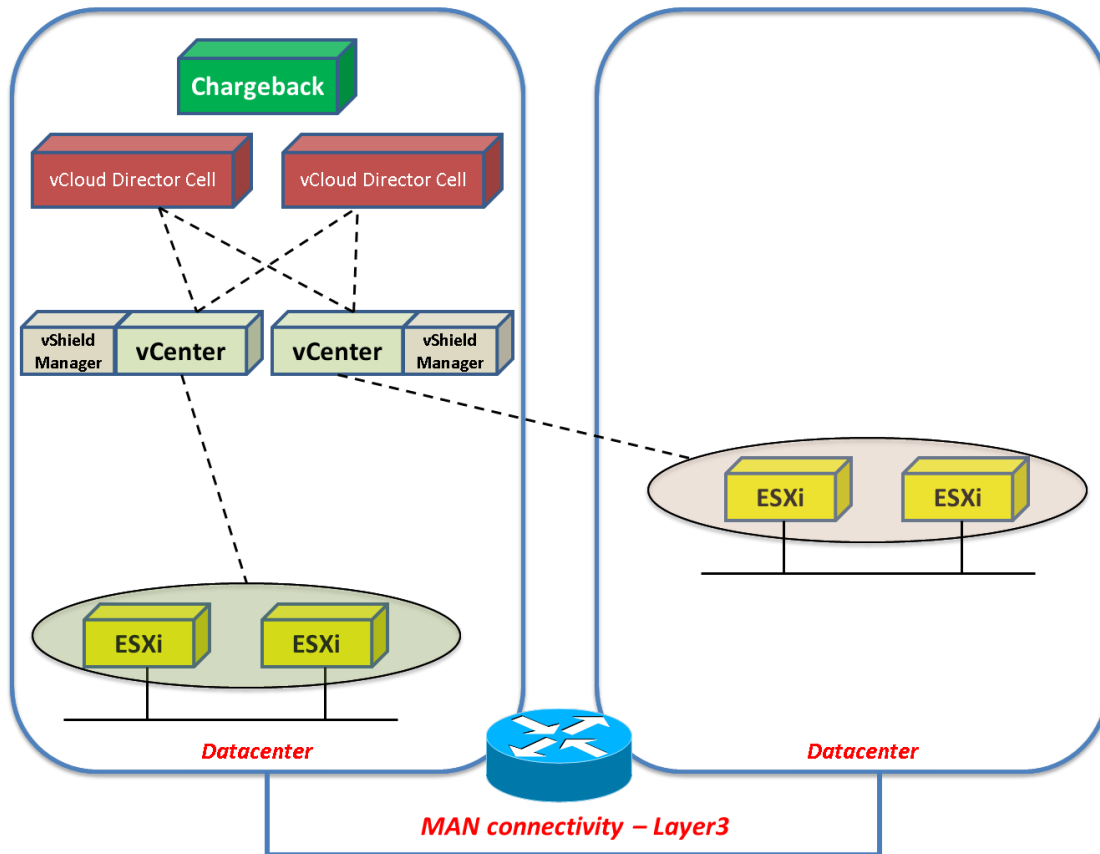 Chargeback
vCloud Director Cell
vCloud Director Cell
vShield
Manager
vCenter
vCenter
vShield
Manager
ESXi
ESXi
ESXi
ESXi
Datacenter
Datacenter
MAN connectivity – Layer3